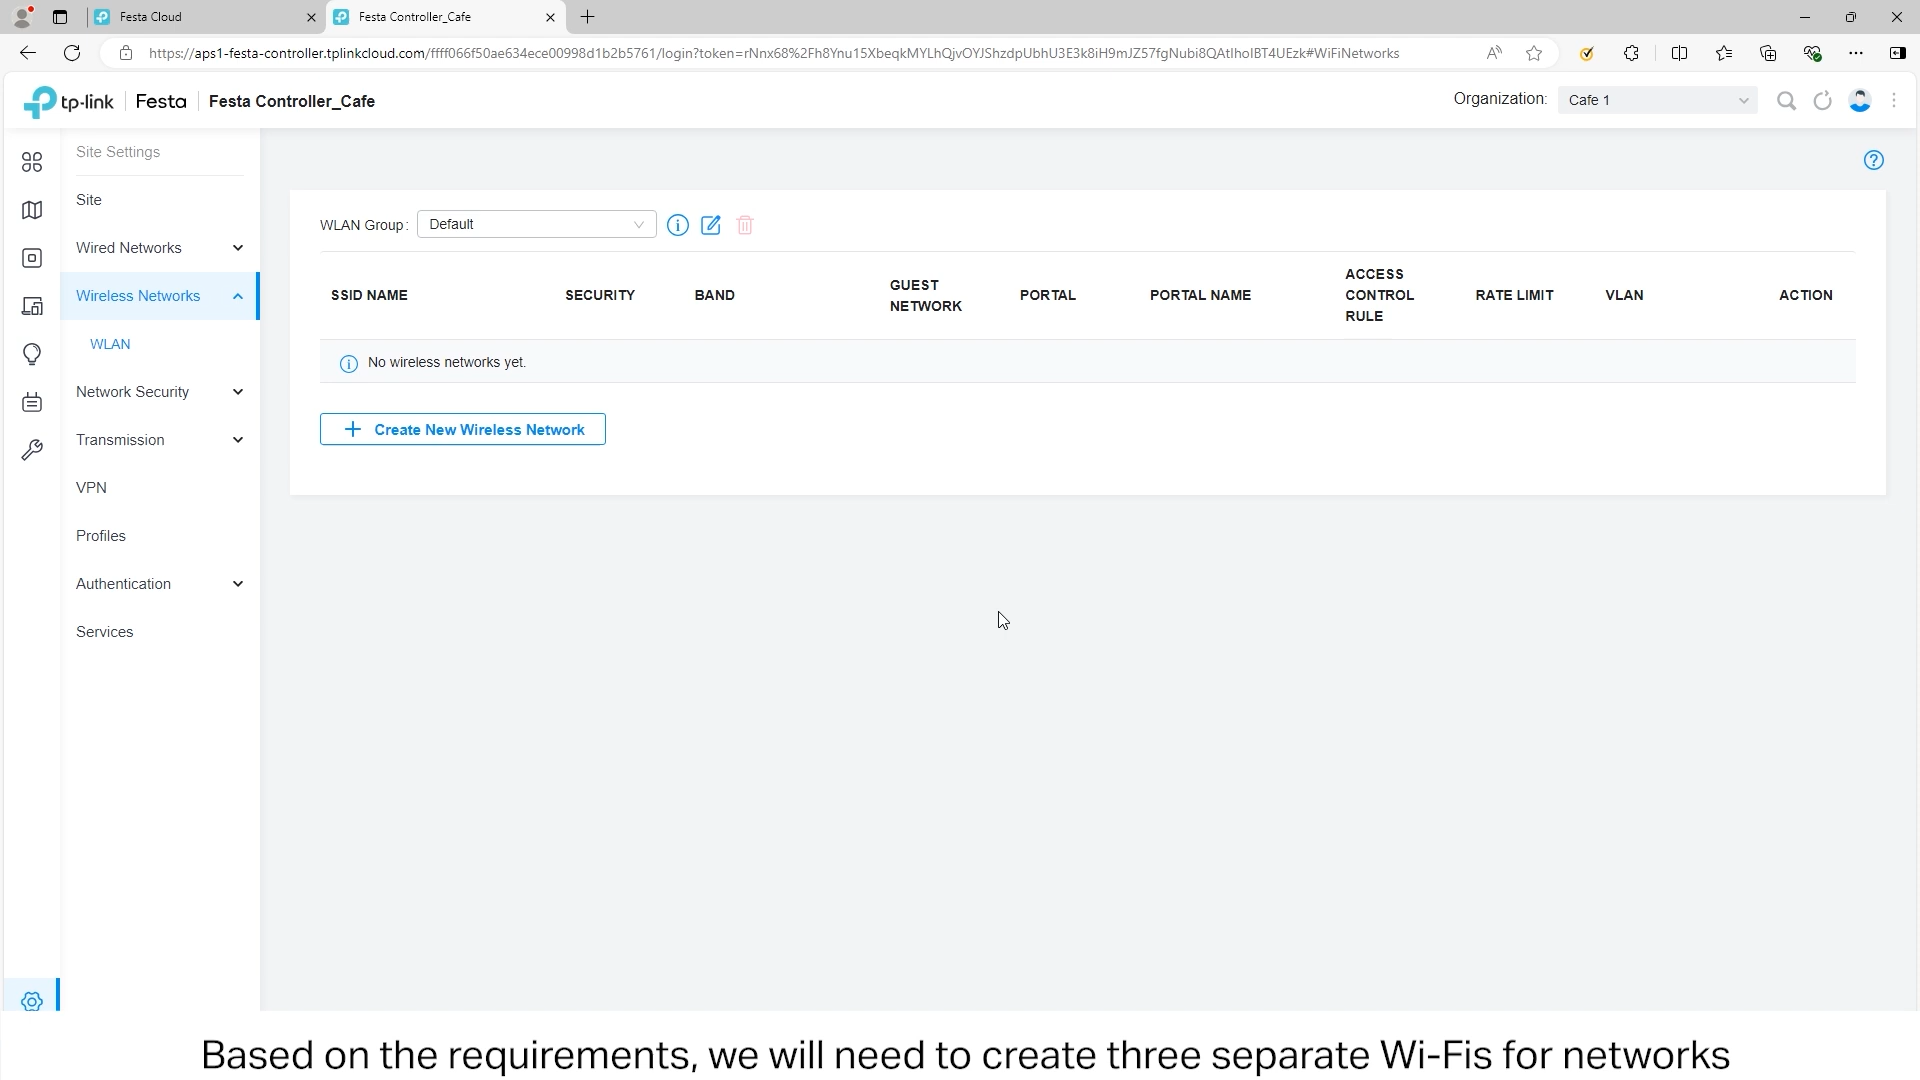 Festa Cloud
Festa Controller_Cafe
https://aps1-festa-controller.tplinkcloud.com/ffff066f50ae634ece00998d1b2b5761/login?token=rNnx68%2Fh8Ynu15XbeqkMYLhQjvOYJShzdpUbhU3E3k8iH9mJZ57fgNubi8QAtIhoIBT4UEzk#WiFiNetworks
tp-link
Festa
Festa Controller_Cafe
Organization:
Cafe 1
Site Settings
Site
Wired Networks
Wireless Networks
WLAN
Network Security
Transmission
VPN
Profiles
Authentication
Services
WLAN Group:
Default
SSID NAME
SECURITY
BAND
GUEST
NETWORK
PORTAL
PORTAL NAME
ACCESS
CONTROL
RULE
RATE LIMIT
VLAN
ACTION
No wireless networks yet.
Create New Wireless Network
Based on the requirements, we will need to create three separate Wi-Fis for networks